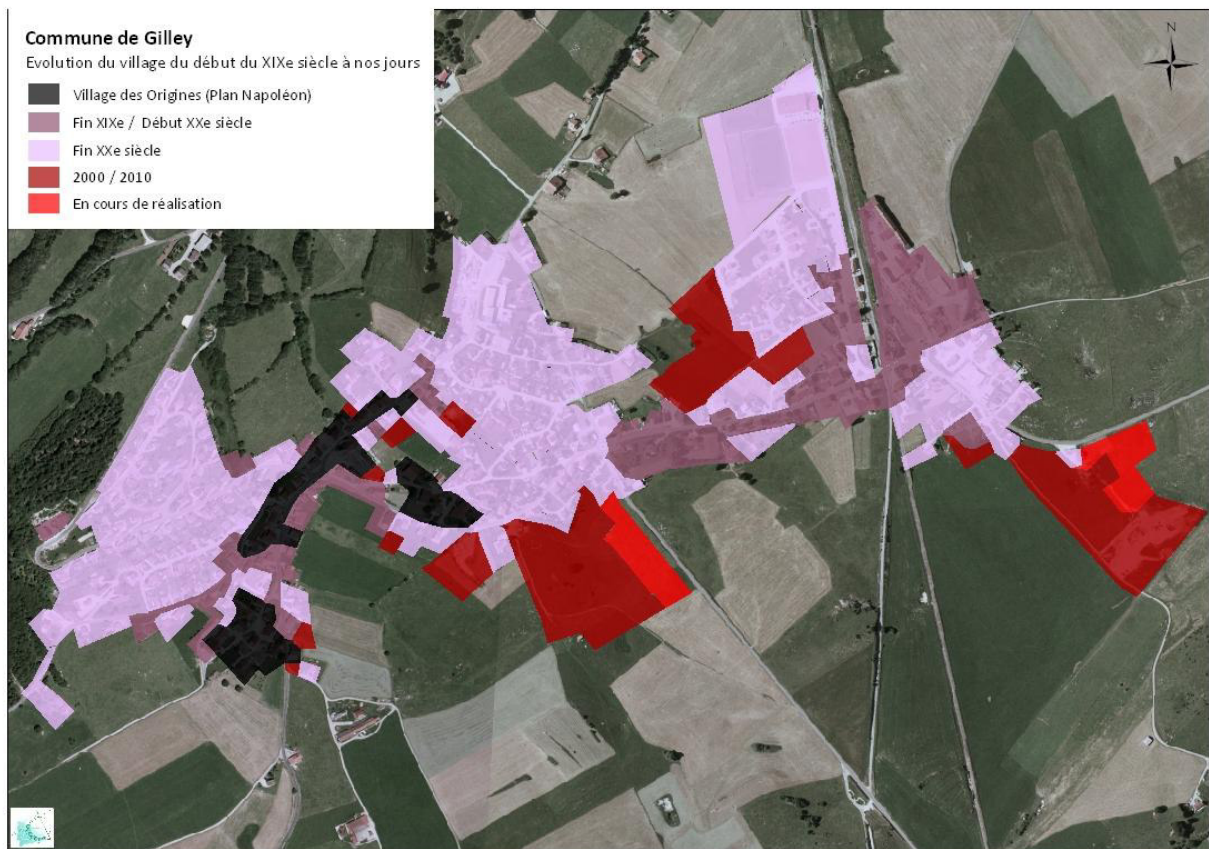 Commune de Gilley
Evolution du village du début du XIXe siècle à nos jours
Village des Origines (Plan Napoléon)
Fin XIXe / Début XXe siècle
Fin XXe siècle
2000 / 2010
En cours de réalisation
N